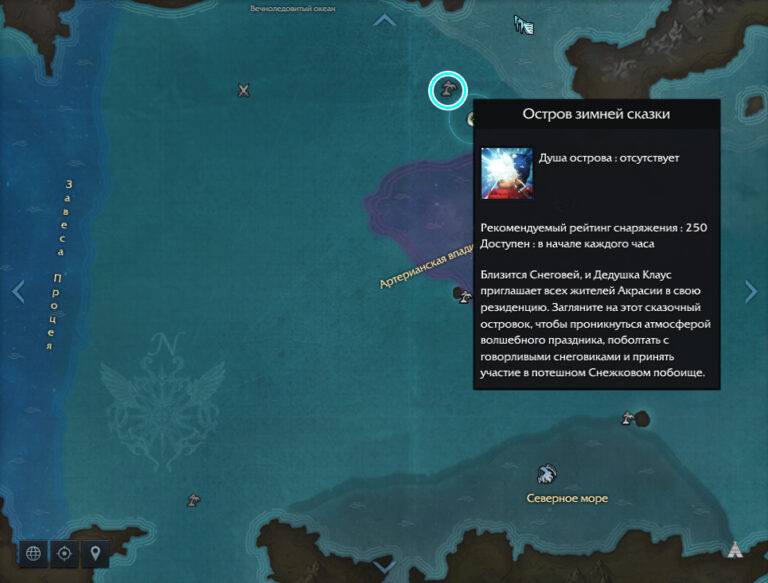 Вечноледовитый океан
Остров зимней сказки
Душа острова : отсутствует
Завеса Процея
Рекомендуемый рейтинг снаряжения : 250
Доступен : в начале каждого часа
Артерианская впади
Близится Снеговей, и Дедушка Клаус
приглашает всех жителей Акрасии в свою
резиденцию. Загляните на этот сказочный
островок, чтобы проникнуться атмосферой
волшебного праздника, поболтать с
говорливыми снеговиками и принять
участие в потешном Снежковом побоище.
N
Северное море